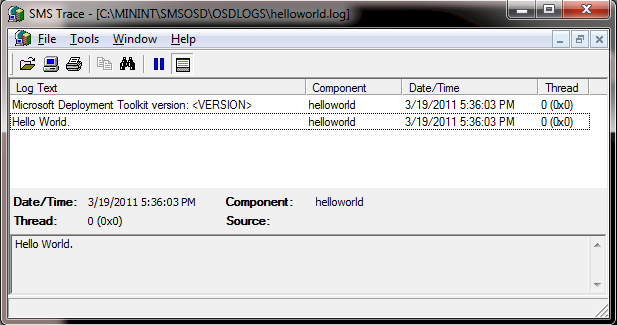 SMS Trace - [C:\MININT\SMSOSD\OSDLOGS\helloworld.log]
File Tools Window Help
Log Text Component Date/Time Thread
Microsoft Deployment Toolkit version: <VERSION> helloworld 3/19/2011 5:36:03 PM 0 (0x0)
Hello World. helloworld 3/19/2011 5:36:03 PM 0 (0x0)
Date/Time: 3/19/2011 5:36:03 PM Component: helloworld
Thread: 0 (0x0) Source:
Hello World.